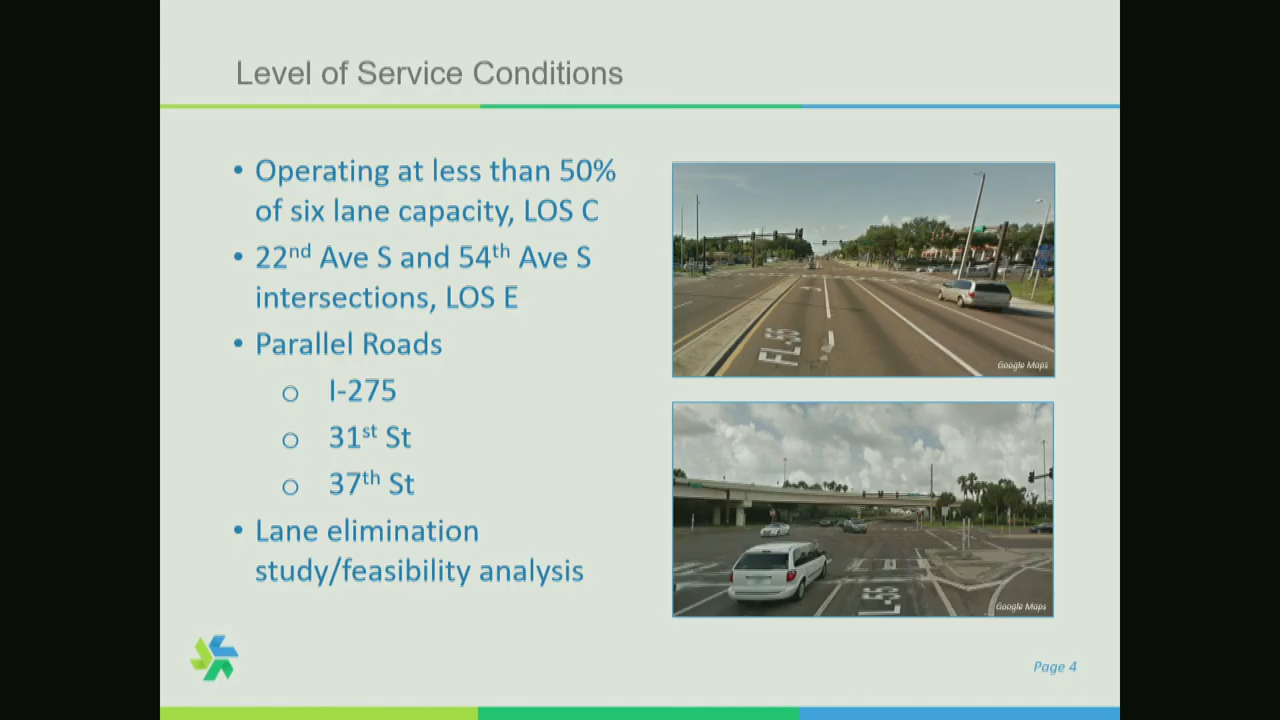 Level of Service Conditions
• Operating at less than 50%
of six lane capacity, LOS C
• 22nd Ave S and 54th Ave S
intersections, LOS E
• Parallel Roads
o I-275
o 31st St
o 37th St
• Lane elimination
study/feasibility analysis
FL-55
Google Maps
FL-55
Google Maps
Page 4